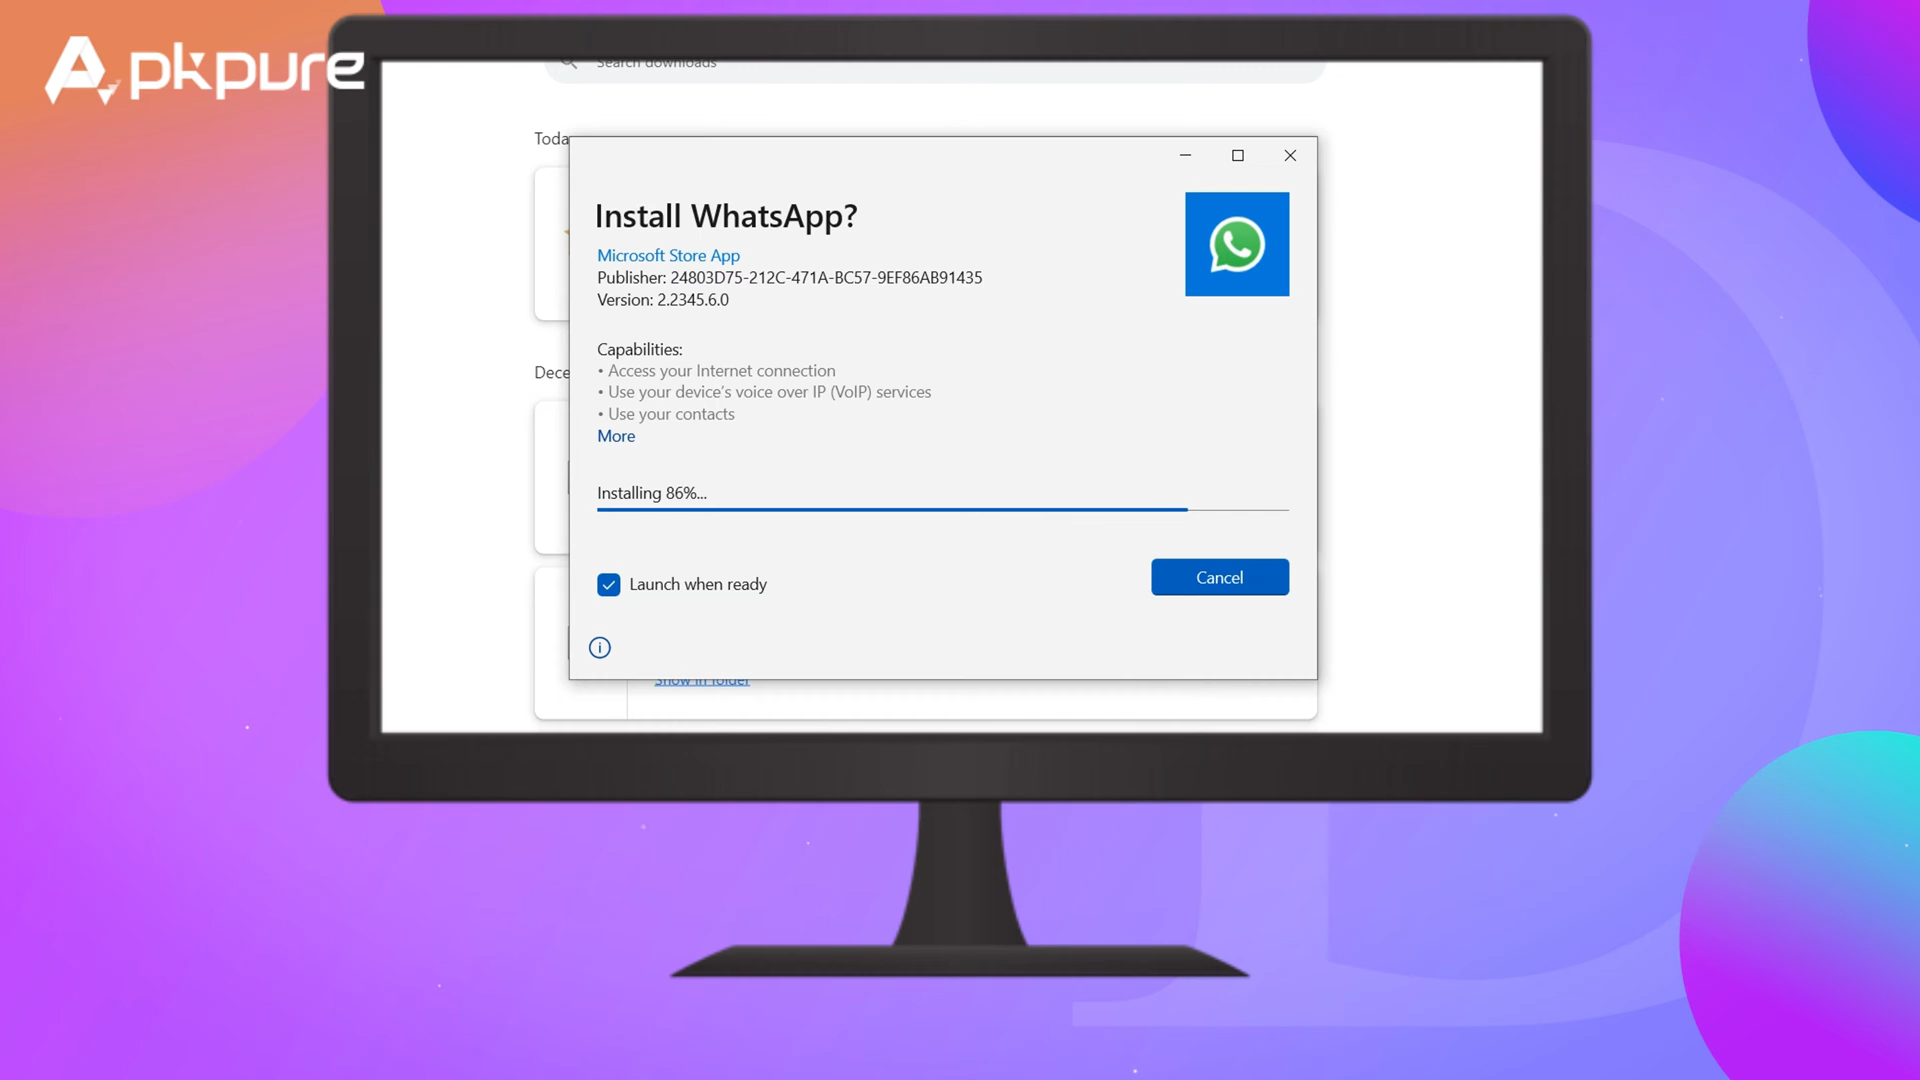 Apkpure
Search downloads
Toda
Install WhatsApp?
Microsoft Store App
Publisher: 24803D75-212C-471A-BC57-9EF86AB91435
Version: 2.2345.6.0
Capabilities:
• Access your Internet connection
Dece
• Use your device's voice over IP (VoIP) services
• Use your contacts
More
Installing 86%...
Launch when ready
Cancel
Show in folder